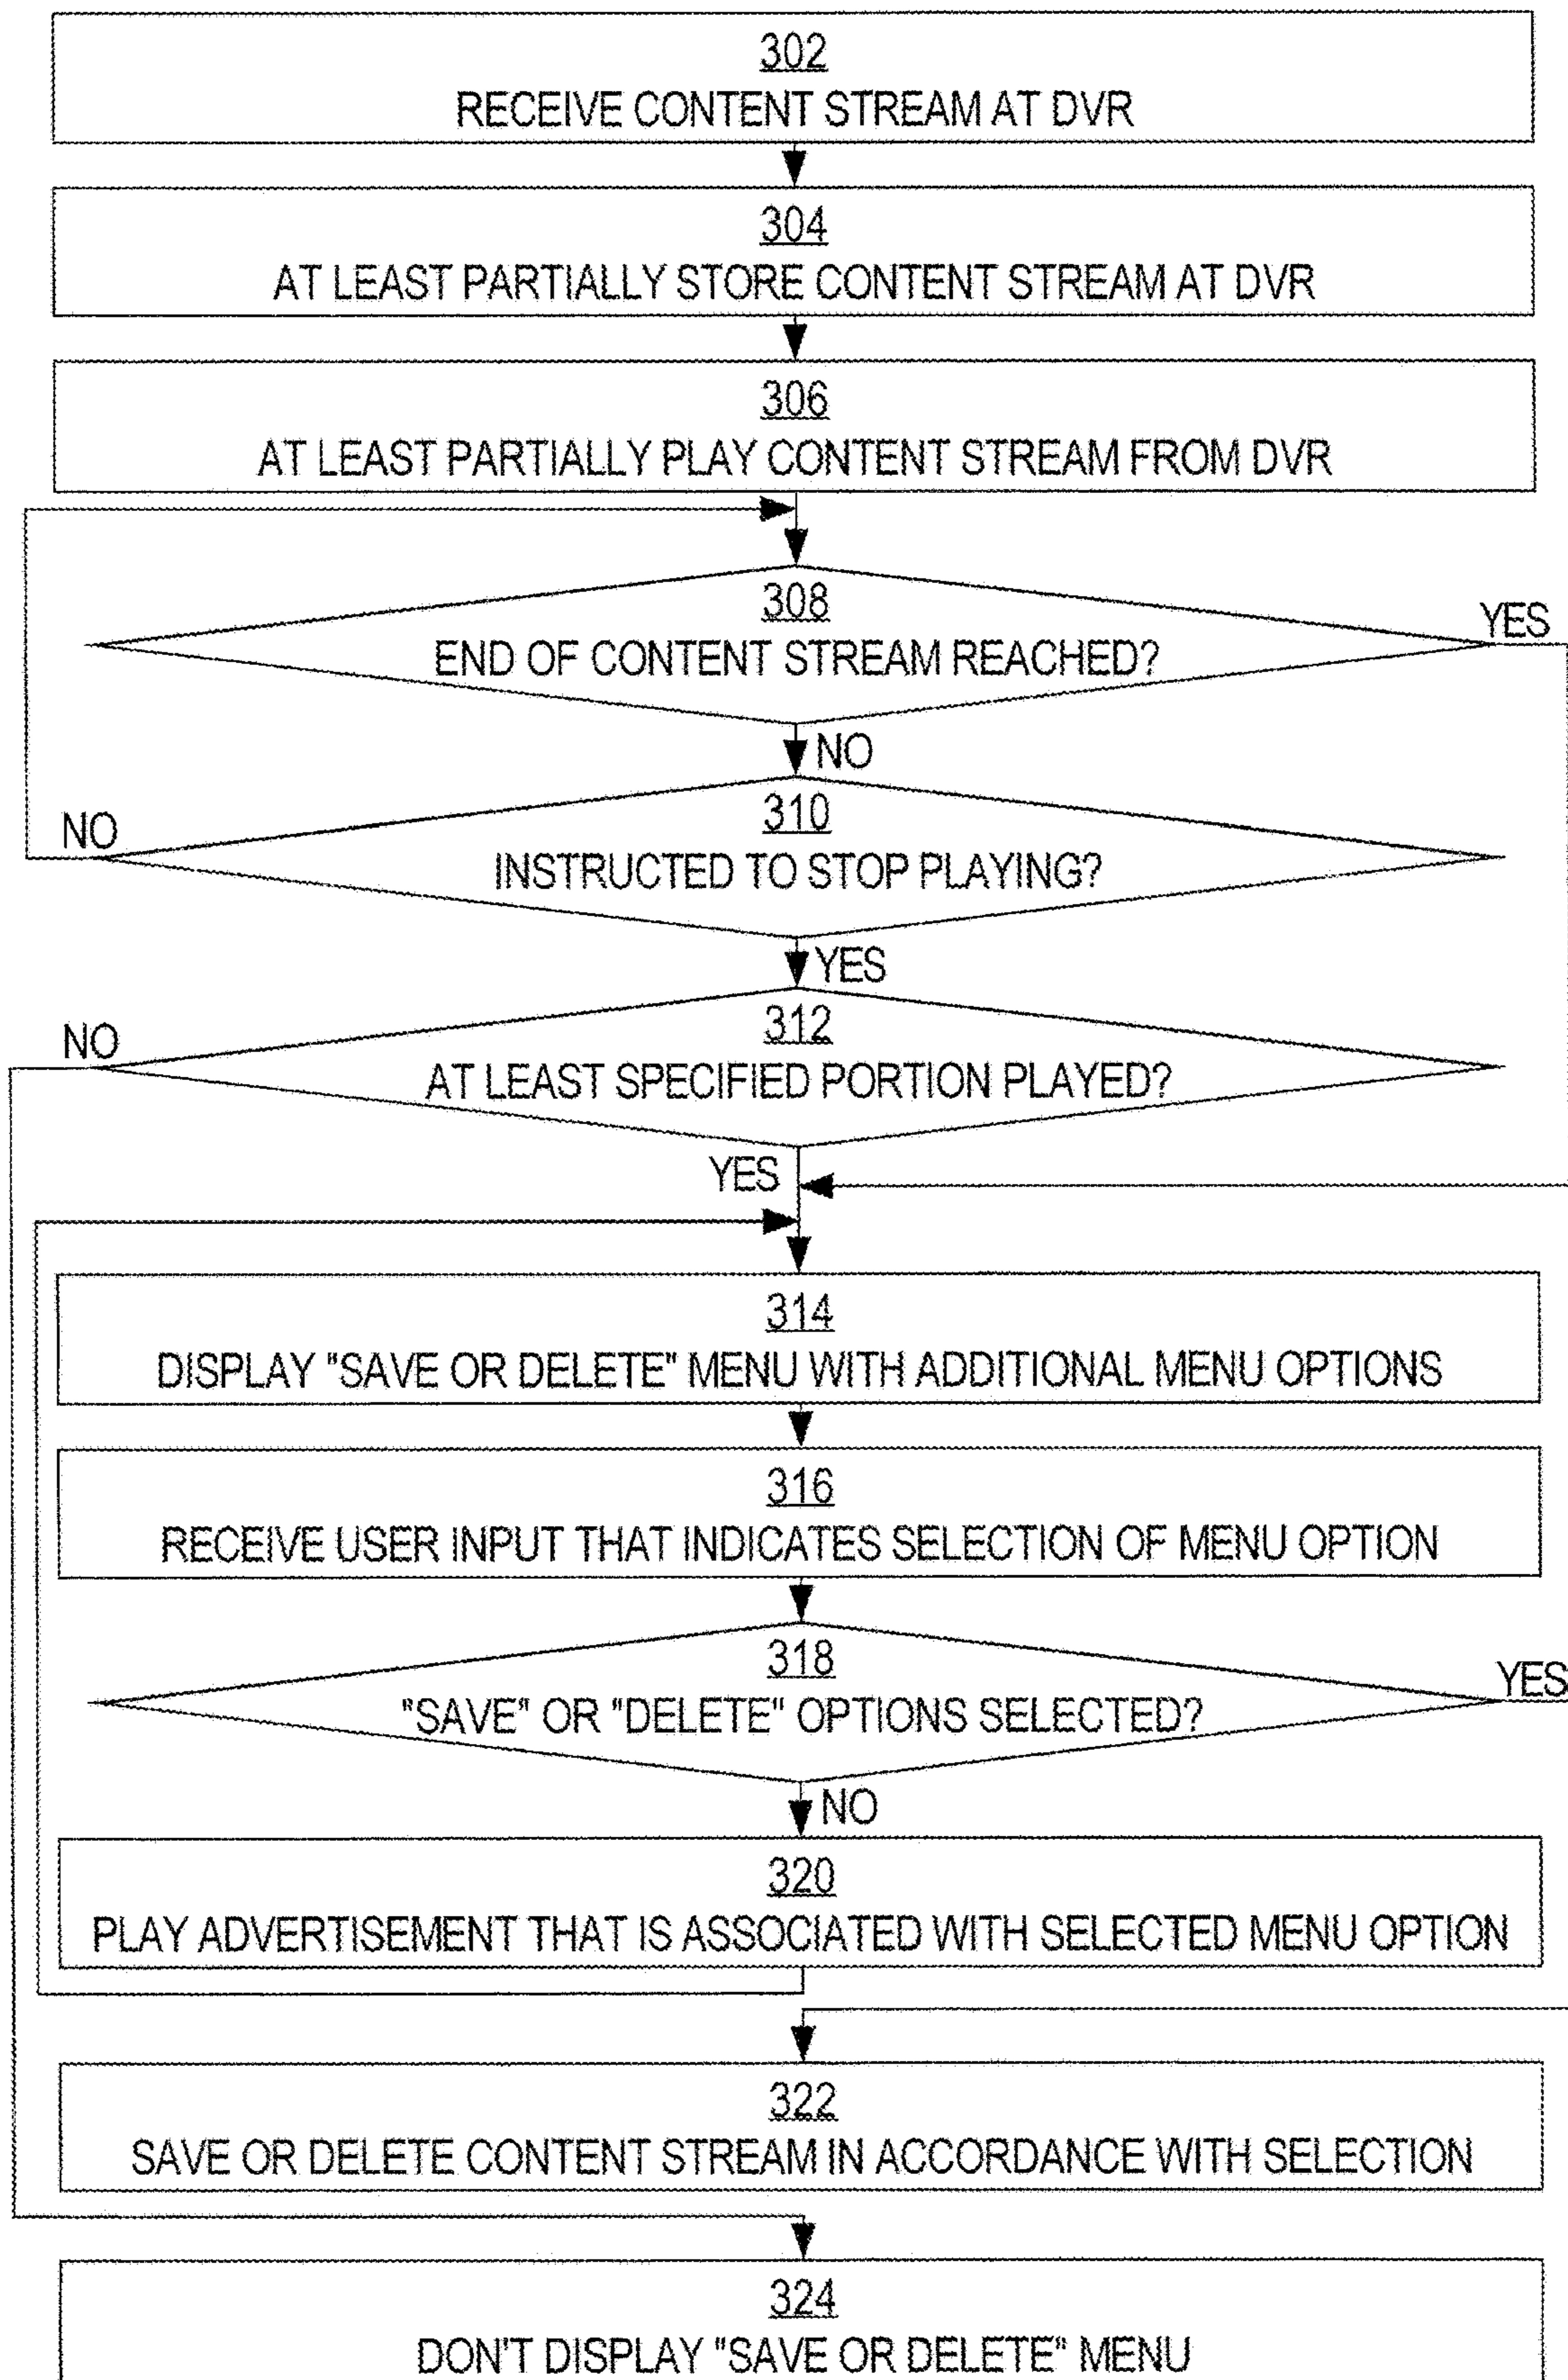 302
RECEIVE CONTENT STREAM AT DVR
304
AT LEAST PARTIALLY STORE CONTENT STREAM AT DVR
306
AT LEAST PARTIALLY PLAY CONTENT STREAM FROM DVR
308
YES
END OF CONTENT STREAM REACHED?
NO
310
NO
INSTRUCTED TO STOP PLAYING?
YES
312
NO
AT LEAST SPECIFIED PORTION PLAYED?
YES
314
DISPLAY "SAVE OR DELETE" MENU WITH ADDITIONAL MENU OPTIONS
316
RECEIVE USER INPUT THAT INDICATES SELECTION OF MENU OPTION
318
YES
"SAVE" OR "DELETE" OPTIONS SELECTED?
NO
320
PLAY ADVERTISEMENT THAT IS ASSOCIATED WITH SELECTED MENU OPTION
322
SAVE OR DELETE CONTENT STREAM IN ACCORDANCE WITH SELECTION
324
DON'T DISPLAY "SAVE OR DELETE" MENU